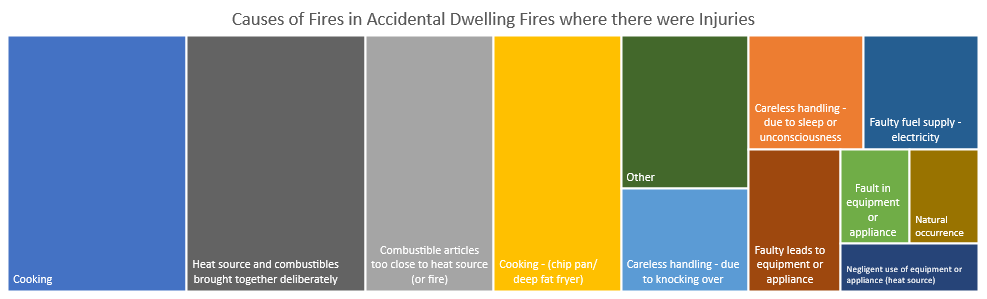 Causes of Fires in Accidental Dwelling Fires where there were Injuries
Cooking
Heat source and combustibles
brought together deliberately
Combustible articles
too close to heat source
(or fire)
Cooking - (chip pan/
deep fat fryer)
Other
Careless handling - due
to knocking over
Careless handling -
due to sleep or
unconsciousness
Faulty fuel supply -
electricity
Faulty leads to
equipment or
appliance
Fault in
equipment
or
appliance
Natural
occurrence
Negligent use of equipment or
appliance (heat source)